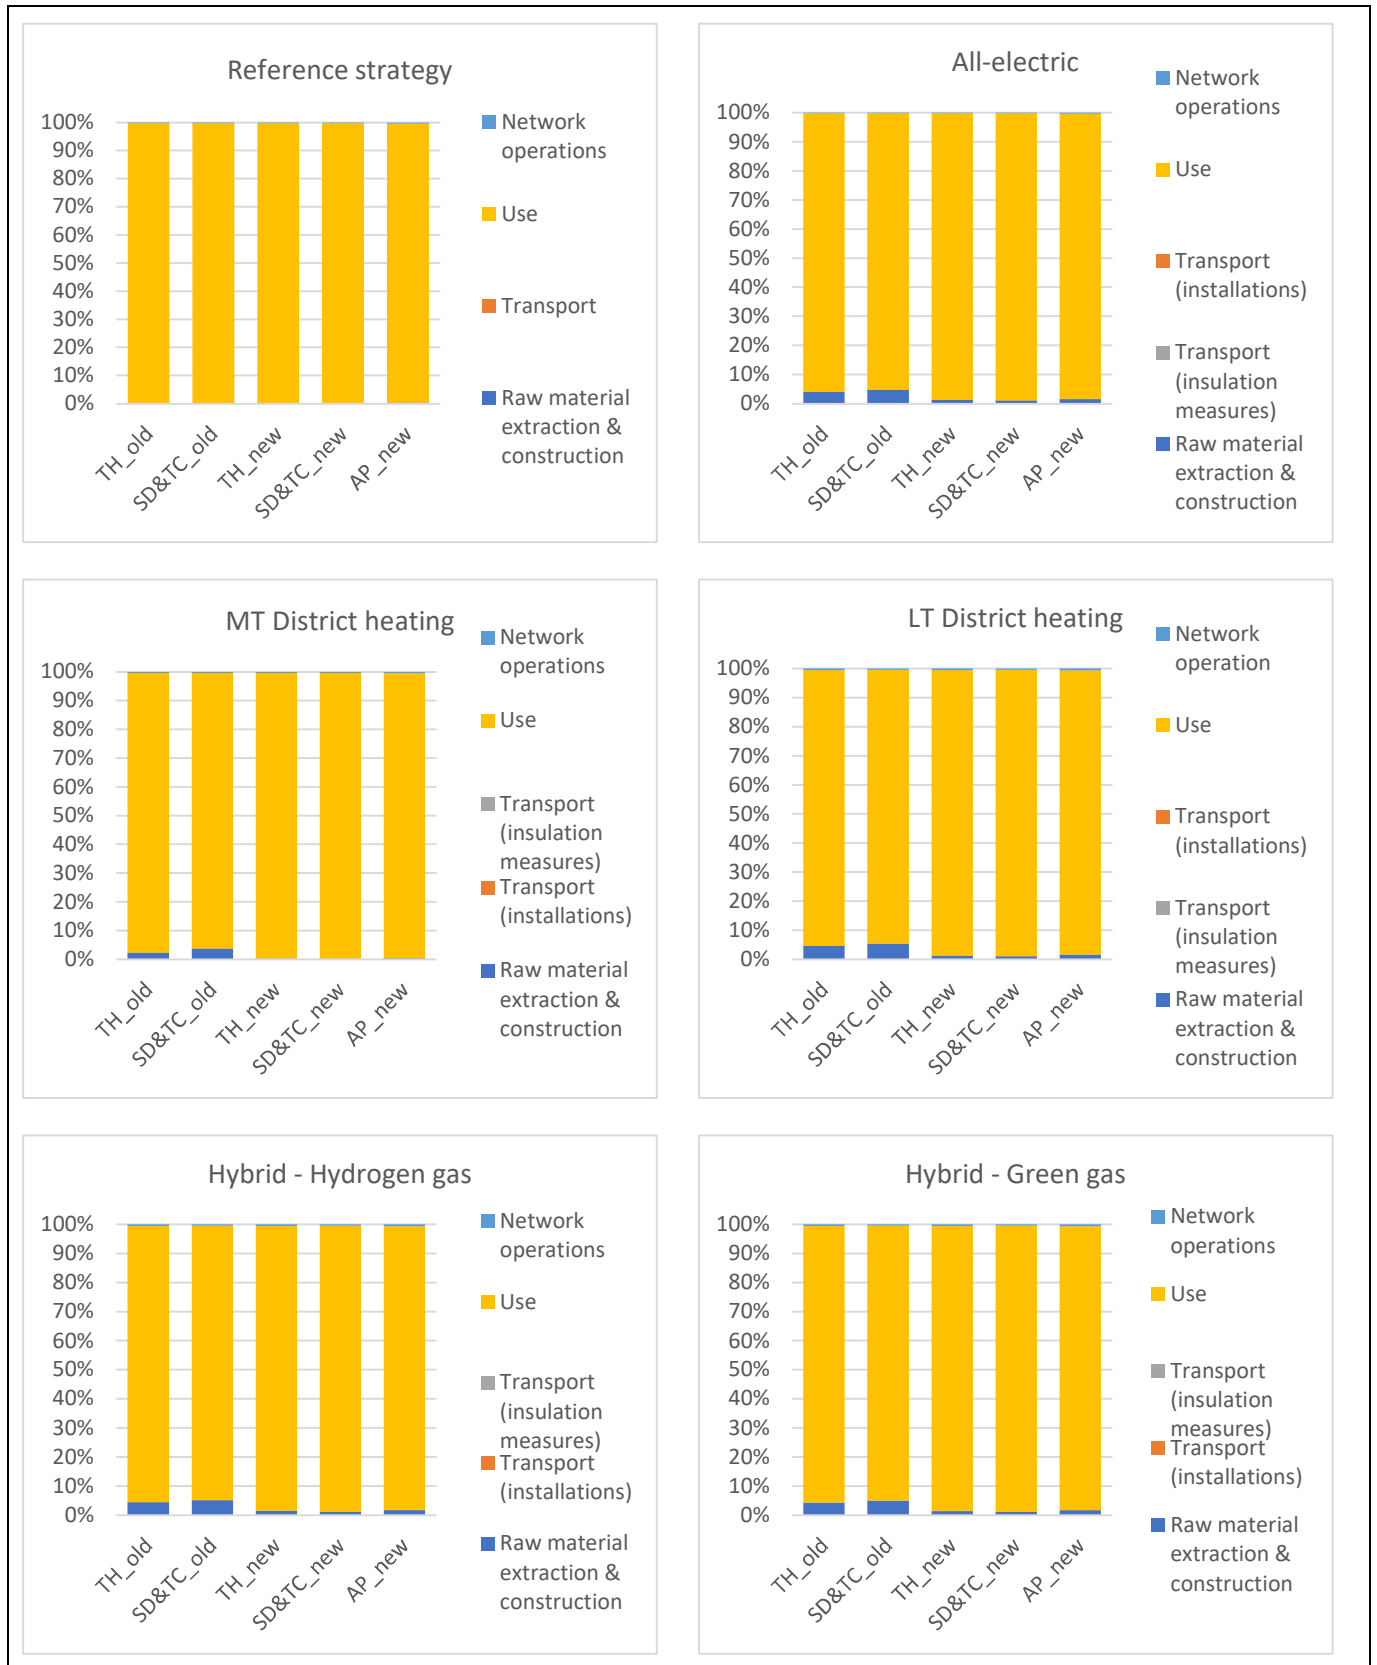 Reference strategy
100%
90%
80%
70%
60%
50%
40%
30%
20%
10%
0%
TH_old
SD&TC_old
TH_new
SD&TC_new
AP_new
Network
operations
Use
Transport
Raw material
extraction &
construction
All-electric
100%
90%
80%
70%
60%
50%
40%
30%
20%
10%
0%
TH_old
SD&TC_old
TH_new
SD&TC_new
AP_new
Network
operations
Use
Transport
(installations)
Transport
(insulation
measures)
Raw material
extraction &
construction
MT District heating
100%
90%
80%
70%
60%
50%
40%
30%
20%
10%
0%
TH_old
SD&TC_old
TH_new
SD&TC_new
AP_new
Network
operations
Use
Transport
(insulation
measures)
Transport
(installations)
Raw material
extraction &
construction
LT District heating
100%
90%
80%
70%
60%
50%
40%
30%
20%
10%
0%
TH_old
SD&TC_old
TH_new
SD&TC_new
AP_new
Network
operation
Use
Transport
(installations)
Transport
(insulation
measures)
Raw material
extraction &
construction
Hybrid - Hydrogen gas
100%
90%
80%
70%
60%
50%
40%
30%
20%
10%
0%
TH_old
SD&TC_old
TH_new
SD&TC_new
AP_new
Network
operations
Use
Transport
(insulation
measures)
Transport
(installations)
Raw material
extraction &
construction
Hybrid - Green gas
100%
90%
80%
70%
60%
50%
40%
30%
20%
10%
0%
TH_old
SD&TC_old
TH_new
SD&TC_new
AP_new
Network
operations
Use
Transport
(insulation
measures)
Transport
(installations)
Raw material
extraction &
construction